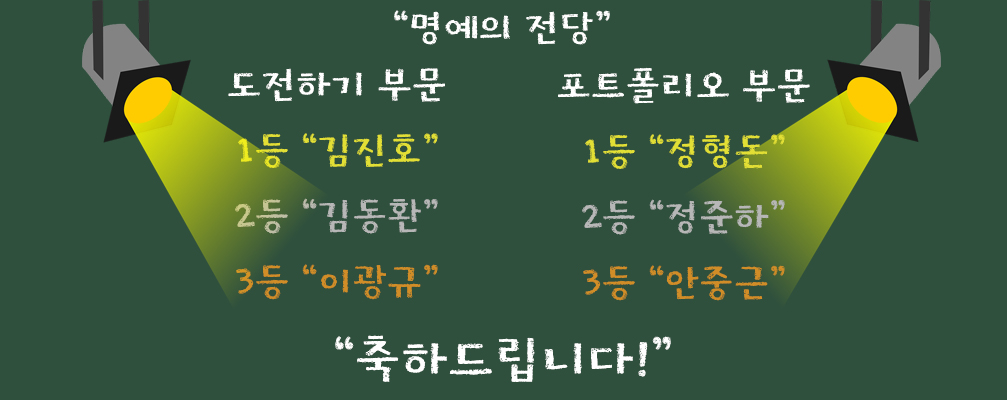 “명예의 전당”
도전하기 부문
1등 “김진호”
2등 “김동환”
3등 “이광규”
포트폴리오 부문
1등 “정형돈”
2등 “정준하”
3등 “안중근”
“축하드립니다!”